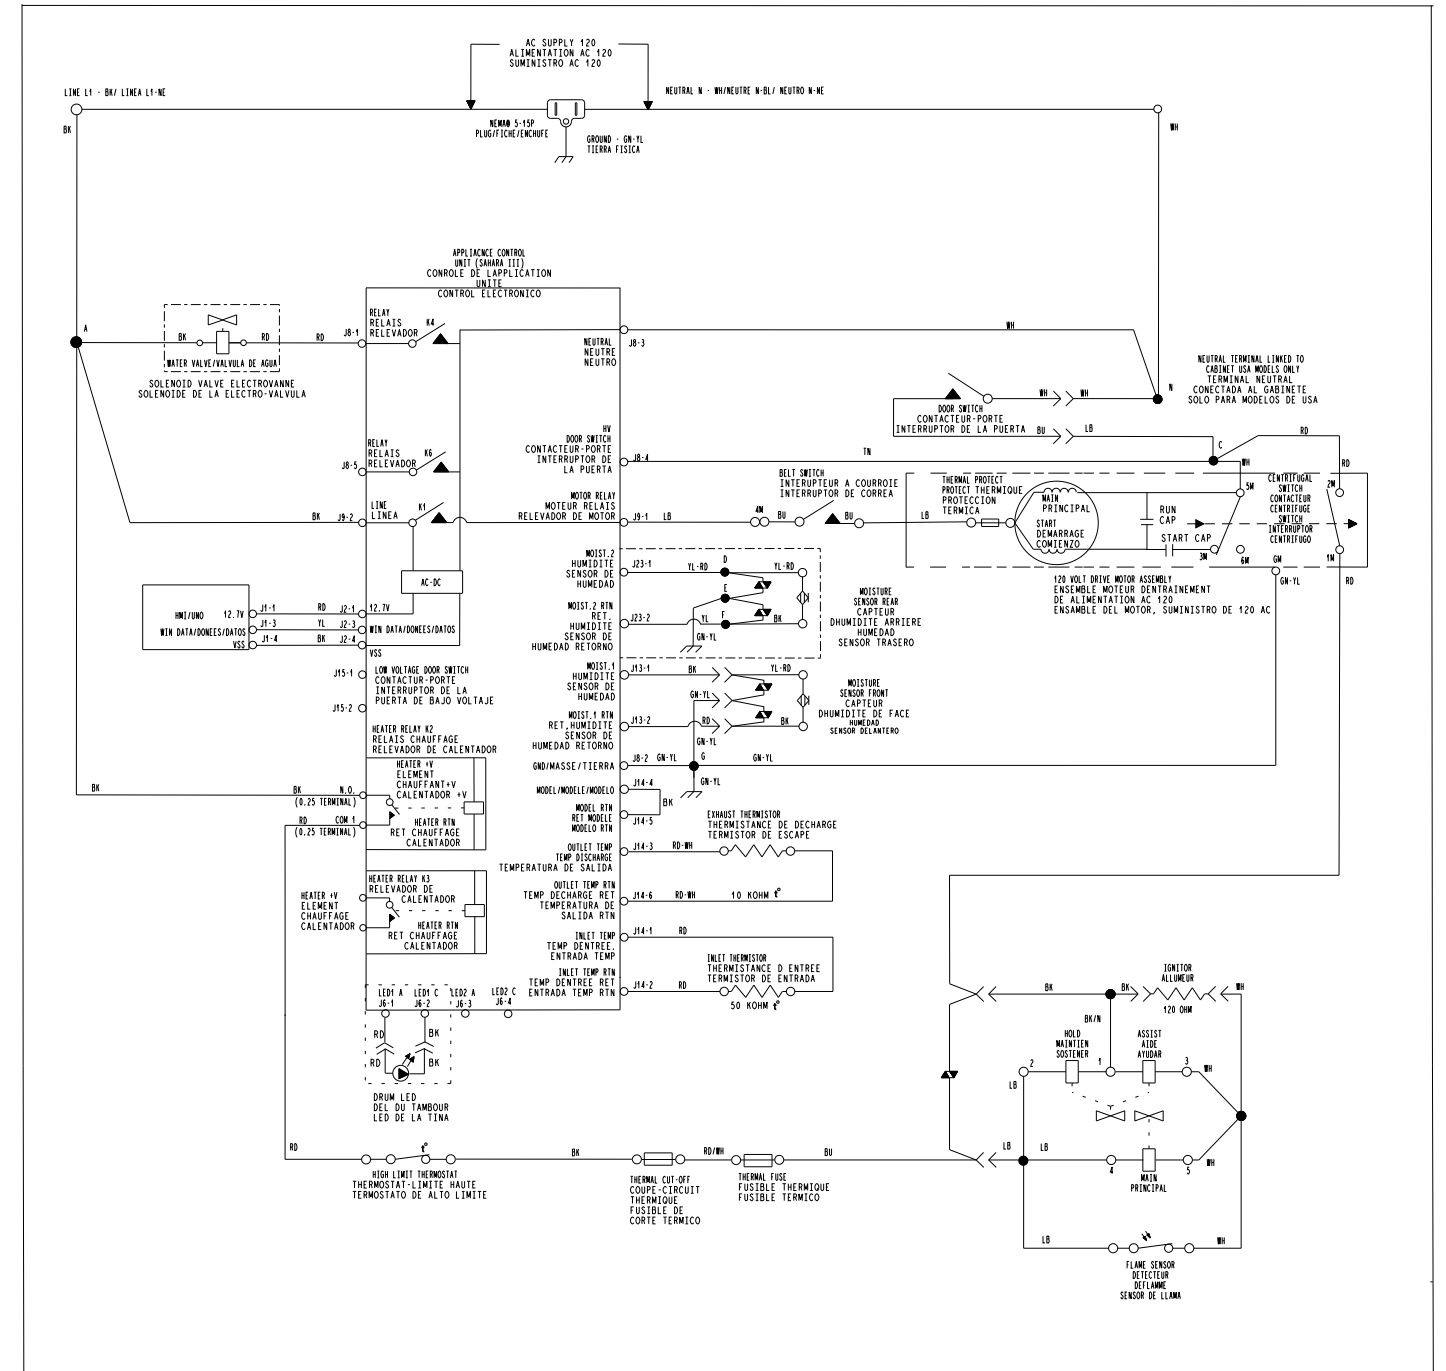 AC SUPPLY 120
ALIMENTATION AC 120
SUMINISTRO AC 120
LINE L1 - BK/ LINEA L1-NE
NEUTRAL N - WH/NEUTRE N-BL/ NEUTRO N-NE
BK
NEMA® 5-15P
PLUG/FICHE/ENCHUFE
GROUND - GN-YL
TIERRA FISICA
WH
APPLIACNCE CONTROL
UNIT (SAHARA III)
CONROLE DE LAPPLICATION
UNITE
CONTROL ELECTRONICO
A
BK
RD
RD
J8-1
WATER VALVE/VALVULA DE AGUA
SOLENOID VALVE ELECTROVANNE
SOLENOIDE DE LA ELECTRO-VALVULA
RELAY
RELAIS
RELEVADOR
K4
NEUTRAL
NEUTRE
NEUTRO
J8-3
WH
NEUTRAL TERMINAL LINKED TO
CABINET USA MODELS ONLY
TERMINAL NEUTRAL
CONECTADA AL GABINETE
SOLO PARA MODELOS DE USA
N
WH
WH
DOOR SWITCH
CONTACTEUR-PORTE
INTERRUPTOR DE LA PUERTA
BU
LB
RELAY
RELAIS
RELEVADOR
K6
J8-5
HV
DOOR SWITCH
CONTACTEUR-PORTE
INTERRUPTOR DE
LA PUERTA
J8-4
TN
C
RD
WH
RD
LINE
LINEA
K1
BK
J9-2
MOTOR RELAY
MOTEUR RELAIS
RELEVADOR DE MOTOR
J9-1
LB
4M
BU
BELT SWITCH
INTERUPTEUR A COURROIE
INTERRUPTOR DE CORREA
BU
LB
THERMAL PROTECT
PROTECT THERMIQUE
PROTECCION
TERMICA
MAIN
PRINCIPAL
START
DEMARRAGE
COMIENZO
RUN
CAP
START CAP
5M
2M
3M
6M
1M
GM
CENTRIFUGAL
SWITCH
CONTACTEUR
CENTRIFUGE
SWITCH
INTERRUPTOR
CENTRIFUGO
GN-YL
RD
120 VOLT DRIVE MOTOR ASSEMBLY
ENSEMBLE MOTEUR DENTRAINEMENT
DE ALIMENTATION AC 120
ENSAMBLE DEL MOTOR, SUMINISTRO DE 120 AC
AC-DC
HMI/UNO
12.7V
WIN DATA/DONEES/DATOS
VSS
J1-1
RD
J2-1
12.7V
J1-3
YL
J2-3
WIN DATA/DONEES/DATOS
J1-4
BK
J2-4
VSS
MOIST.2
HUMIDITE
SENSOR DE
HUMEDAD
J23-1
YL-RD
D
YL-RD
E
MOIST.2 RTN
RET.
HUMIDITE
SENSOR DE
HUMEDAD RETORNO
J23-2
YL
F
BK
GN-YL
MOISTURE
SENSOR REAR
CAPTEUR
DHUMIDITE ARRIERE
HUMEDAD
SENSOR TRASERO
J15-1
LOW VOLTAGE DOOR SWITCH
CONTACTUR-PORTE
INTERRUPTOR DE LA
PUERTA DE BAJO VOLTAJE
J15-2
MOIST.1
HUMIDITE
SENSOR DE
HUMEDAD
J13-1
BK
YL-RD
GN-YL
MOIST.1 RTN
RET,HUMIDITE
SENSOR DE
HUMEDAD RETORNO
J13-2
RD
BK
GN-YL
MOISTURE
SENSOR FRONT
CAPTEUR
DHUMIDITE DE FACE
HUMEDAD
SENSOR DELANTERO
HEATER RELAY K2
RELAIS CHAUFFAGE
RELEVADOR DE CALENTADOR
GND/MASSE/TIERRA
J8-2
GN-YL
G
GN-YL
GN-YL
HEATER +V
ELEMENT
CHAUFFANT+V
CALENTADOR +V
BK
BK
N.O.
(0.25 TERMINAL)
RD
COM 1
(0.25 TERMINAL)
HEATER RTN
RET CHAUFFAGE
CALENTADOR
MODEL/MODELE/MODELO
J14-4
BK
MODEL RTN
RET MODELE
MODELO RTN
J14-5
EXHAUST THERMISTOR
THERMISTANCE DE DECHARGE
TERMISTOR DE ESCAPE
OUTLET TEMP
TEMP DISCHARGE
TEMPERATURA DE SALIDA
J14-3
RD-WH
OUTLET TEMP RTN
TEMP DECHARGE RET
TEMPERATURA DE
SALIDA RTN
J14-6
RD-WH
10 KOHM t°
HEATER RELAY K3
RELEVADOR DE
CALENTADOR
HEATER +V
ELEMENT
CHAUFFAGE
CALENTADOR
HEATER RTN
RET CHAUFFAGE
CALENTADOR
INLET TEMP
TEMP DENTREE.
ENTRADA TEMP
J14-1
RD
INLET TEMP RTN
TEMP DENTREE RET
ENTRADA TEMP RTN
J14-2
RD
INLET THERMISTOR
THERMISTANCE D ENTREE
TERMISTOR DE ENTRADA
50 KOHM t°
LED1 A
J6-1
LED1 C
J6-2
LED2 A
J6-3
LED2 C
J6-4
RD
BK
RD
BK
DRUM LED
DEL DU TAMBOUR
LED DE LA TINA
IGNITOR
ALLUMEUR
BK
BK
WH
120 OHM
BK/N
HOLD
MAINTIEN
SOSTENER
ASSIST
AIDE
AYUDAR
2
1
3
LB
WH
RD
t°
HIGH LIMIT THERMOSTAT
THERMOSTAT-LIMITE HAUTE
TERMOSTATO DE ALTO LIMITE
BK
RD/WH
THERMAL CUT-OFF
COUPE-CIRCUIT
THERMIQUE
FUSIBLE DE
CORTE TERMICO
THERMAL FUSE
FUSIBLE THERMIQUE
FUSIBLE TERMICO
BU
LB
LB
4
5
WH
MAIN
PRINCIPAL
LB
WH
FLAME SENSOR
DETECTEUR
DEFLAMME
SENSOR DE LLAMA